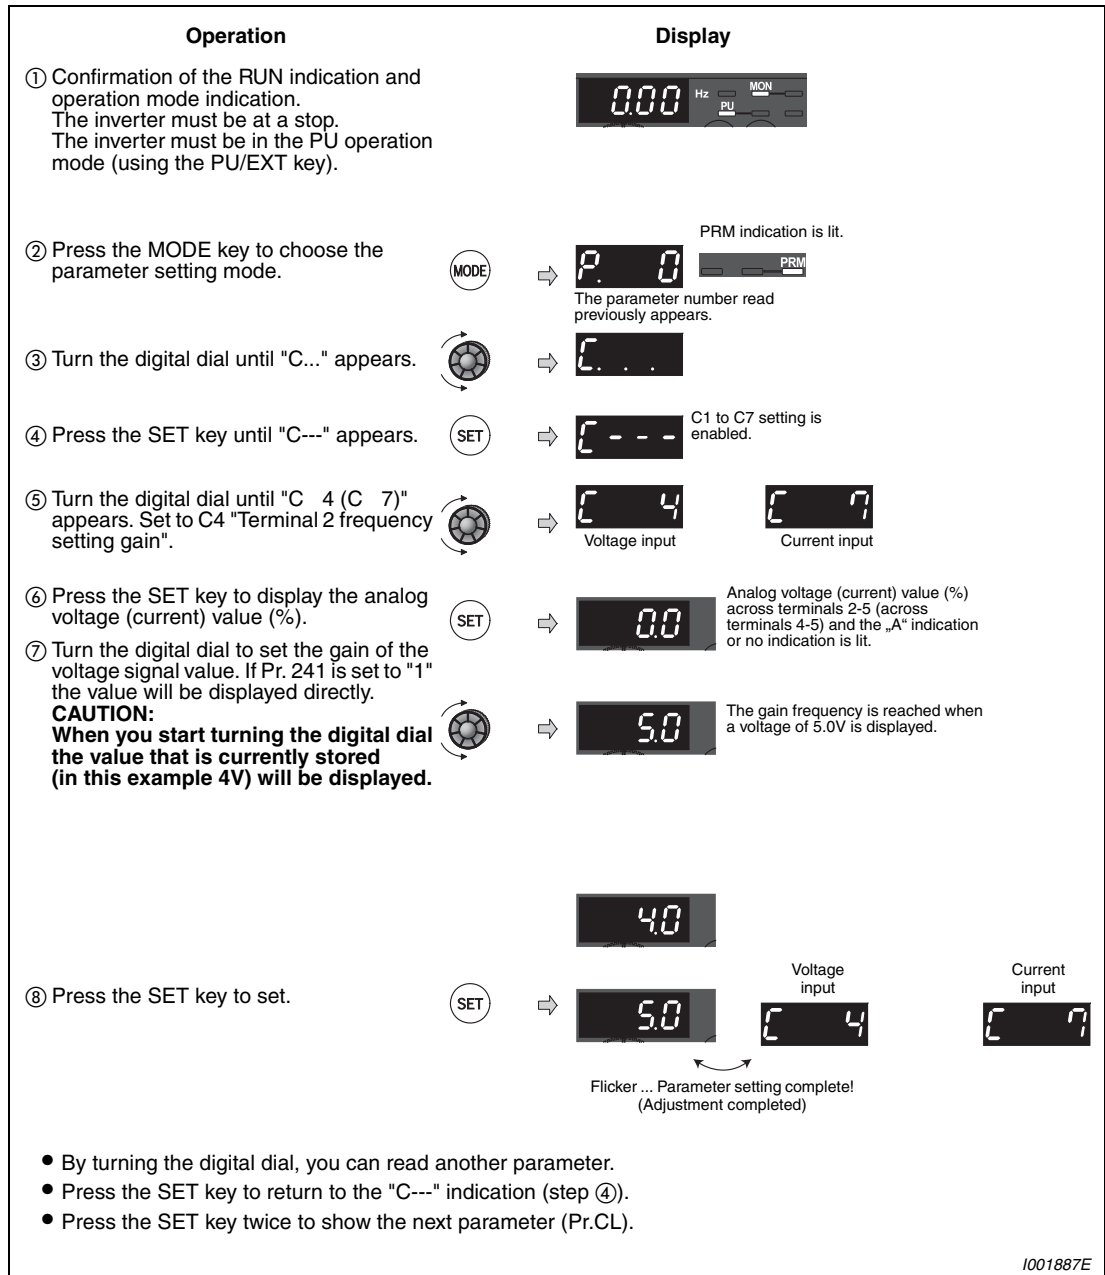 Operation
Display
① Confirmation of the RUN indication and
operation mode indication.
The inverter must be at a stop.
The inverter must be in the PU operation
mode (using the PU/EXT key).
0.00 Hz MON
PU
② Press the MODE key to choose the
parameter setting mode.
MODE
P. 0
PRM indication is lit.
PRM
The parameter number read
previously appears.
③ Turn the digital dial until "C..." appears.
C. . .
④ Press the SET key until "C---" appears.
SET
C - - -
C1 to C7 setting is
enabled.
⑤ Turn the digital dial until "C   4 (C   7)"
appears. Set to C4 "Terminal 2 frequency
setting gain".
C 4
Voltage input
C 7
Current input
⑥ Press the SET key to display the analog
voltage (current) value (%).
SET
0.0
Analog voltage (current) value (%)
across terminals 2-5 (across
terminals 4-5) and the „A“ indication
or no indication is lit.
⑦ Turn the digital dial to set the gain of the
voltage signal value. If Pr. 241 is set to "1"
the value will be displayed directly.
CAUTION:
When you start turning the digital dial
the value that is currently stored
(in this example 4V) will be displayed.
5.0
The gain frequency is reached when
a voltage of 5.0V is displayed.
4.0
⑧ Press the SET key to set.
SET
5.0
Voltage
input
C 4
Current
input
C 7
Flicker ... Parameter setting complete!
(Adjustment completed)
● By turning the digital dial, you can read another parameter.
● Press the SET key to return to the "C---" indication (step ④).
● Press the SET key twice to show the next parameter (Pr.CL).
I001887E